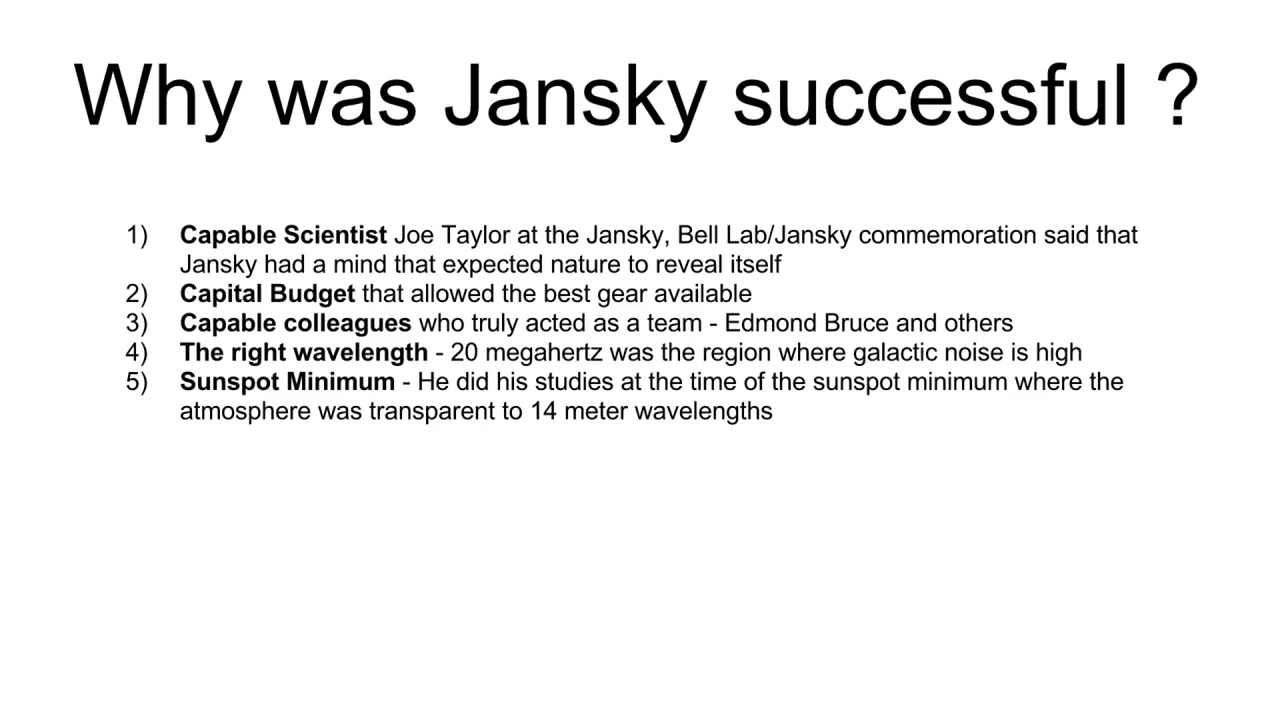 Why was Jansky successful ?
1) Capable Scientist Joe Taylor at the Jansky, Bell Lab/Jansky commemoration said that
Jansky had a mind that expected nature to reveal itself
2) Capital Budget that allowed the best gear available
3) Capable colleagues who truly acted as a team - Edmond Bruce and others
4) The right wavelength - 20 megahertz was the region where galactic noise is high
5) Sunspot Minimum - He did his studies at the time of the sunspot minimum where the
atmosphere was transparent to 14 meter wavelengths